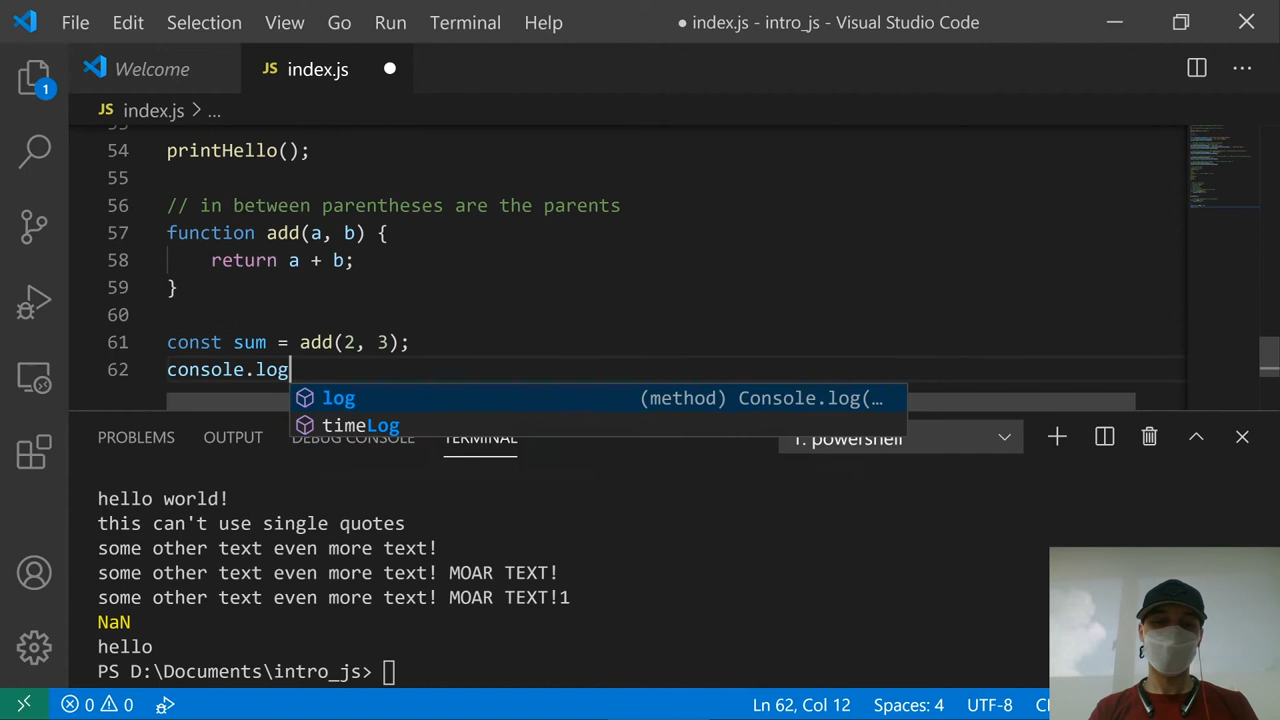 File Edit Selection View Go Run Terminal Help ● index.js - intro_js - Visual Studio Code
Welcome JS index.js
1
JS index.js > ...
54 printHello();
55
56 // in between parentheses are the parents
57 function add(a, b) {
58 return a + b;
59 }
60
61 const sum = add(2, 3);
62 console.log
log (method) Console.log(…
timeLog
PROBLEMS OUTPUT DEBUG CONSOLE TERMINAL 1: powershell
hello world!
this can't use single quotes
some other text even more text!
some other text even more text! MOAR TEXT!
some other text even more text! MOAR TEXT!1
NaN
hello
PS D:\Documents\intro_js>
0 0 Ln 62, Col 12 Spaces: 4 UTF-8